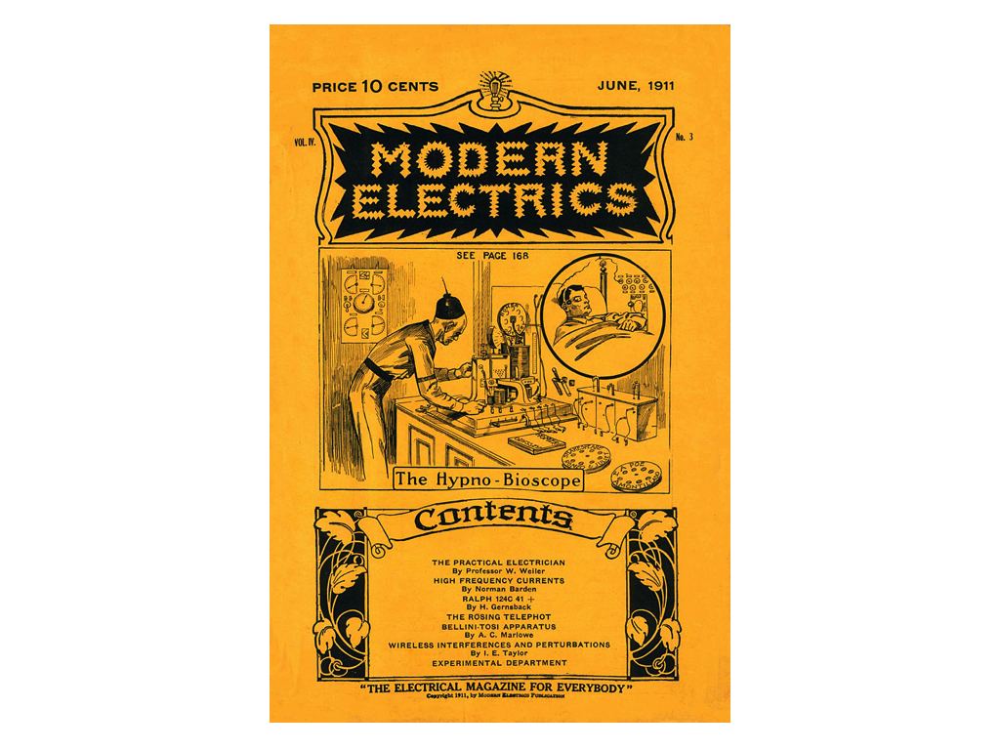 PRICE 10 CENTS
JUNE, 1911
VOL. IV.
No. 3
MODERN
ELECTRICS
SEE PAGE 168
The Hypno-Bioscope
Contents
THE PRACTICAL ELECTRICIAN
By Professor W. Weiler
HIGH FREQUENCY CURRENTS
By Norman Barden
RALPH 124C 41 +
By H. Gernsback
THE ROSING TELEPHOT
BELLINI-TOSI APPARATUS
By A. C. Marlowe
WIRELESS INTERFERENCES AND PERTURBATIONS
By I. E. Taylor
EXPERIMENTAL DEPARTMENT
"THE ELECTRICAL MAGAZINE FOR EVERYBODY"
Copyright 1911, by MODERN ELECTRICS PUBLICATION